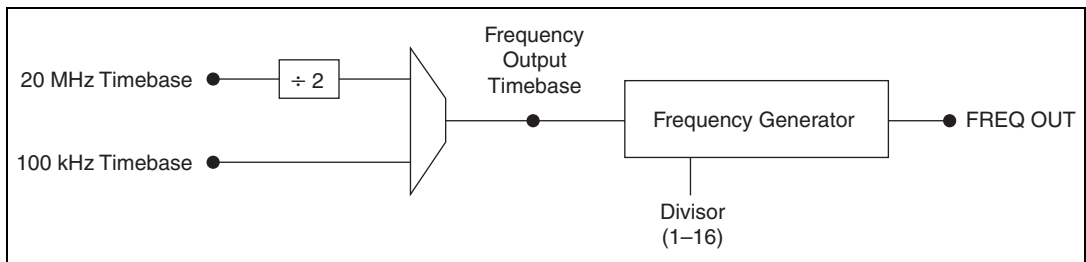 20 MHz Timebase
÷ 2
100 kHz Timebase
Frequency
Output
Timebase
Frequency Generator
FREQ OUT
Divisor
(1–16)